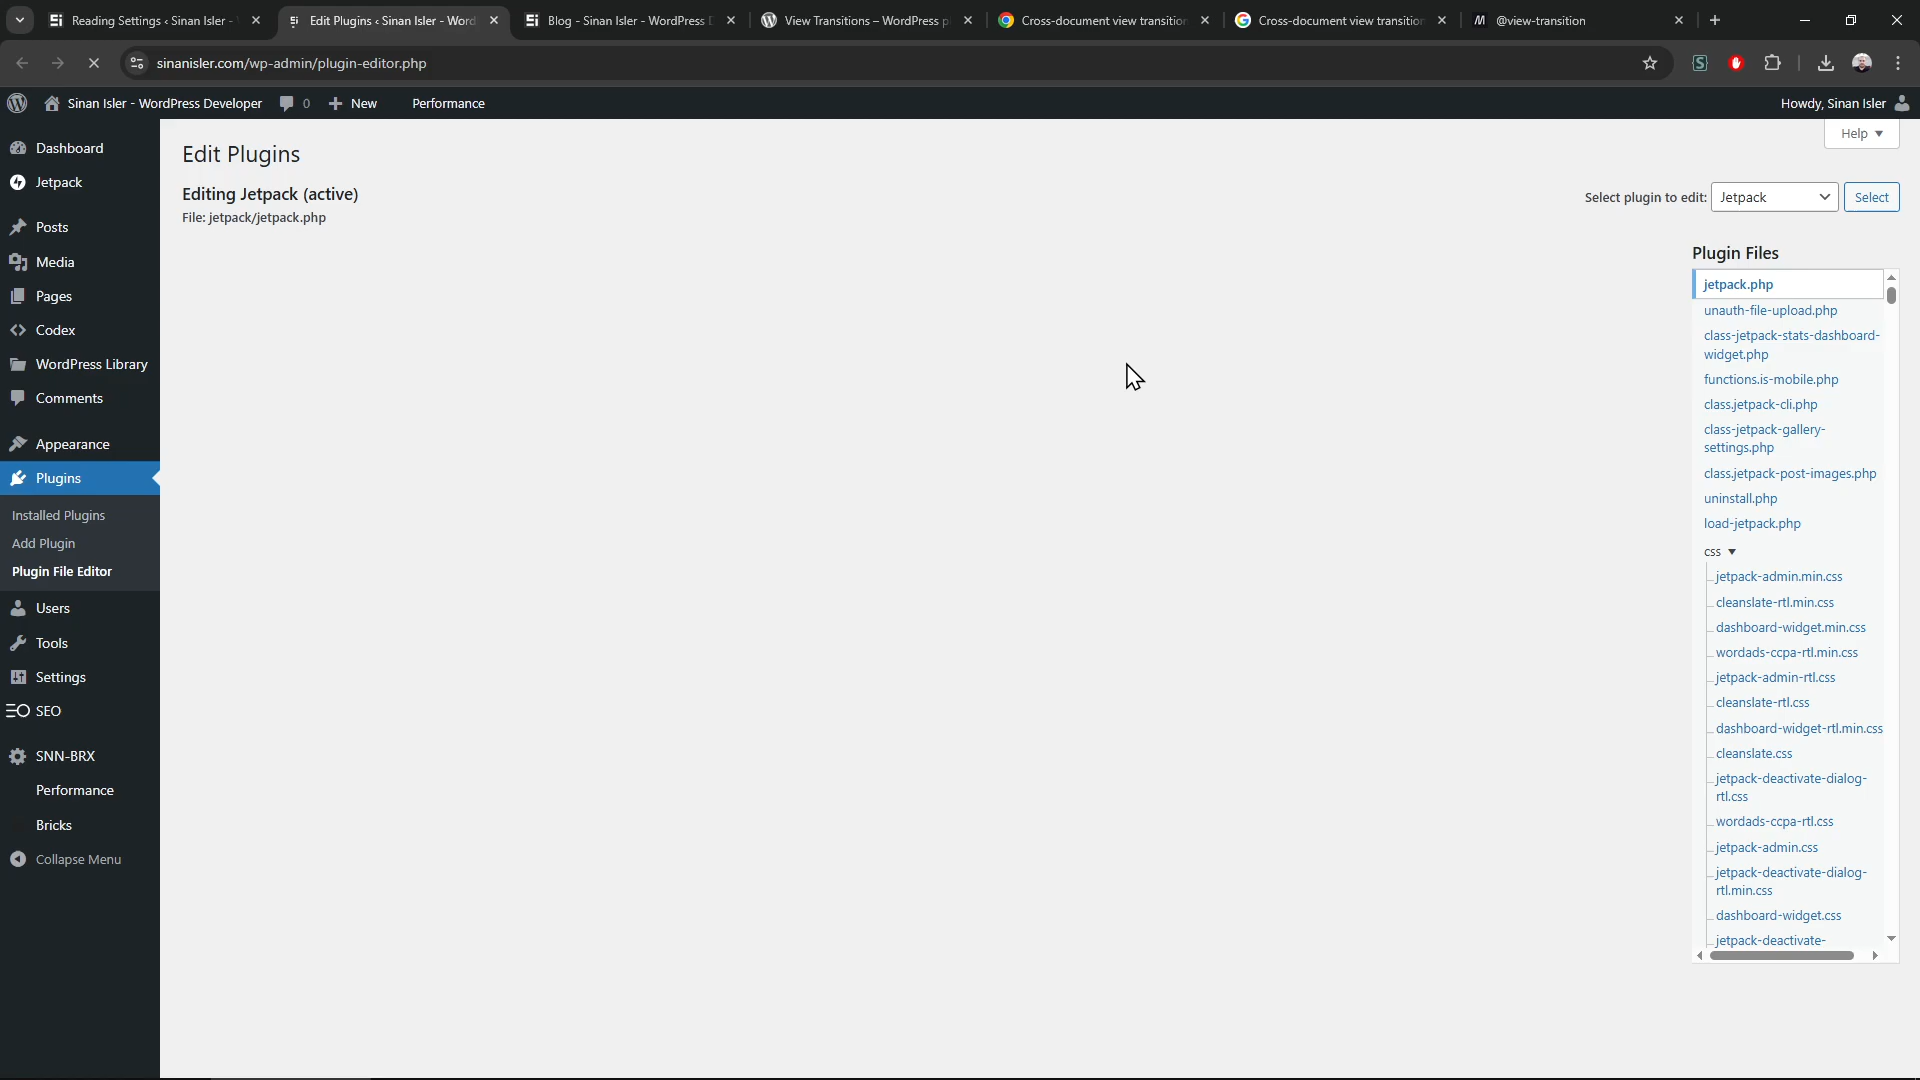 Reading Settings ‹ Sinan Isler -
Edit Plugins ‹ Sinan Isler - Word
Blog - Sinan Isler - WordPress D
View Transitions – WordPress p
Cross-document view transition
Cross-document view transition
@view-transition
sinanisler.com/wp-admin/plugin-editor.php
Sinan Isler - WordPress Developer
0
New
Performance
Howdy, Sinan Isler
Dashboard
Jetpack
Posts
Media
Pages
Codex
WordPress Library
Comments
Appearance
Plugins
Installed Plugins
Add Plugin
Plugin File Editor
Users
Tools
Settings
SEO
SNN-BRX
Performance
Bricks
Collapse Menu
Help
Edit Plugins
Editing Jetpack (active)
File: jetpack/jetpack.php
Select plugin to edit:
Jetpack
Select
Plugin Files
jetpack.php
unauth-file-upload.php
class-jetpack-stats-dashboard-
widget.php
functions.is-mobile.php
class.jetpack-cli.php
class-jetpack-gallery-
settings.php
class.jetpack-post-images.php
uninstall.php
load-jetpack.php
css
jetpack-admin.min.css
cleanslate-rtl.min.css
dashboard-widget.min.css
wordads-ccpa-rtl.min.css
jetpack-admin-rtl.css
cleanslate-rtl.css
dashboard-widget-rtl.min.css
cleanslate.css
jetpack-deactivate-dialog-
rtl.css
wordads-ccpa-rtl.css
jetpack-admin.css
jetpack-deactivate-dialog-
rtl.min.css
dashboard-widget.css
jetpack-deactivate-